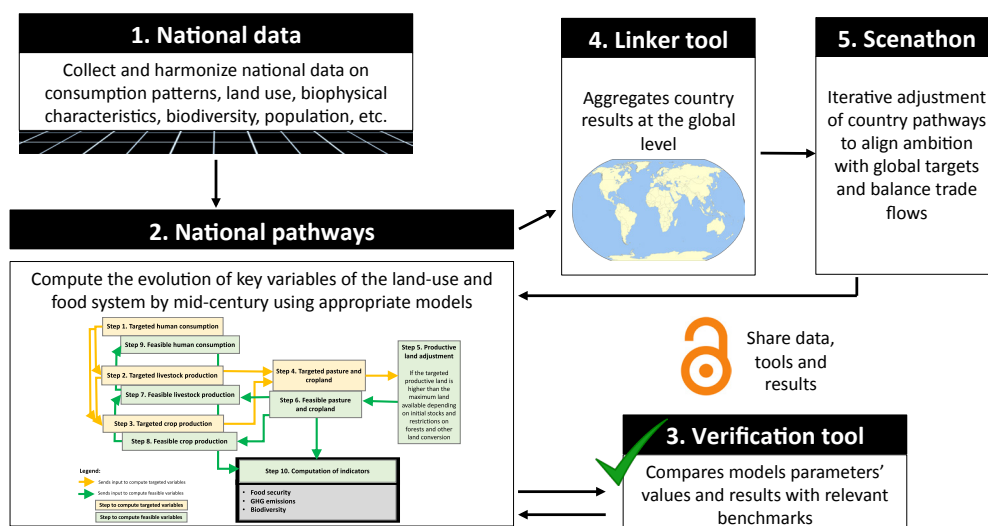 1. National data
Collect and harmonize national data on
consumption patterns, land use, biophysical
characteristics, biodiversity, population, etc.
2. National pathways
Compute the evolution of key variables of the land-use and
food system by mid-century using appropriate models
Step 1. Targeted human consumption
Step 9. Feasible human consumption
Step 2. Targeted livestock production
Step 7. Feasible livestock production
Step 3. Targeted crop production
Step 8. Feasible crop production
Step 4. Targeted pasture and
cropland
Step 6. Feasible pasture
and cropland
Step 5. Productive
land adjustment
If the targeted
productive land is
higher than the
maximum land
available depending
on initial stocks and
restrictions on
forests and other
land conversion
Step 10. Computation of indicators
• Food security
• GHG emissions
• Biodiversity
Legend:
Sends input to compute targeted variables
Sends input to compute feasible variables
Step to compute targeted variables
Step to compute feasible variables
4. Linker tool
Aggregates country
results at the global
level
5. Scenathon
Iterative adjustment
of country pathways
to align ambition
with global targets
and balance trade
flows
Share data,
tools and
results
3. Verification tool
Compares models parameters’
values and results with relevant
benchmarks